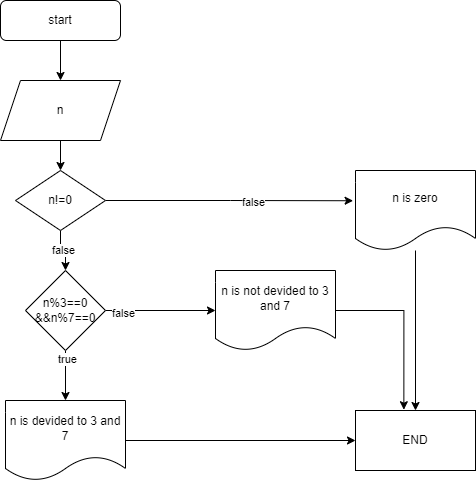 start
n
n!=0
false
n is zero
false
n%3==0
&&n%7==0
false
n is not devided to 3
and 7
true
n is devided to 3 and
7
END